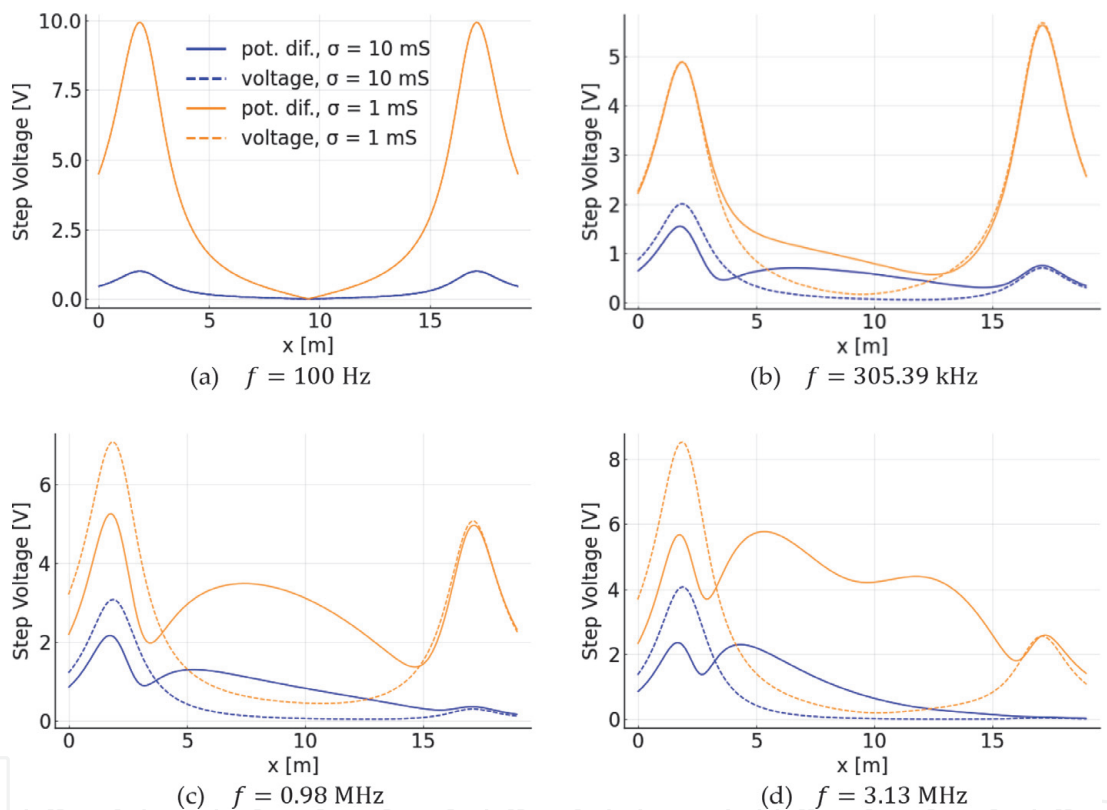 Step Voltage [V]
10.0
7.5
5.0
2.5
0.0
pot. dif., σ = 10 mS
voltage, σ = 10 mS
pot. dif., σ = 1 mS
voltage, σ = 1 mS
0 5 10 15
x [m]
(a) f = 100 Hz
Step Voltage [V]
5
4
3
2
1
0
0 5 10 15
x [m]
(b) f = 305.39 kHz
Step Voltage [V]
6
4
2
0
0 5 10 15
x [m]
(c) f = 0.98 MHz
Step Voltage [V]
8
6
4
2
0
0 5 10 15
x [m]
(d) f = 3.13 MHz